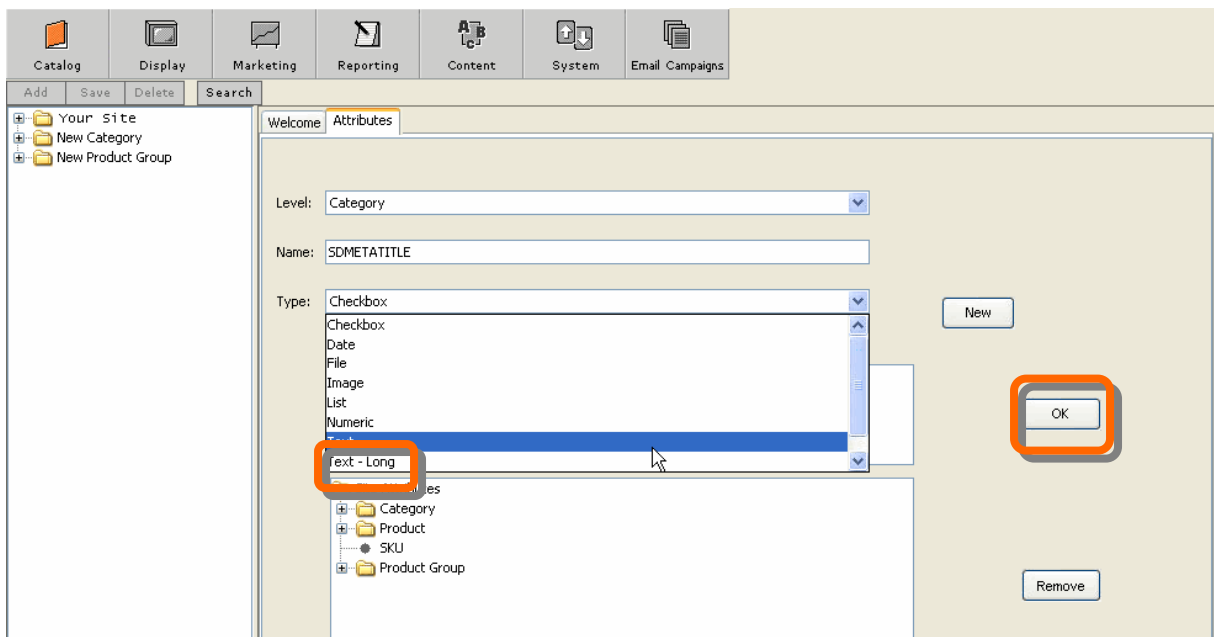 Catalog Display Marketing Reporting Content System Email Campaigns
Add Save Delete Search
Your Site
New Category
New Product Group
Welcome Attributes
Level: Category
Name: SDMETATITLE
Type: Checkbox
New
Checkbox
Date
File
Image
List
Numeric
Text
Text - Long
OK
Category
Product
SKU
Product Group
Remove